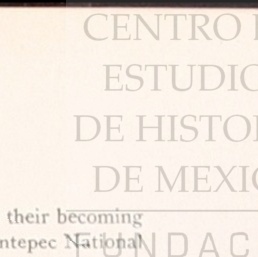 CENTRO
ESTUDIO
DE HISTO
DE MEXIC
their becoming
ntepec National
FUNDAC